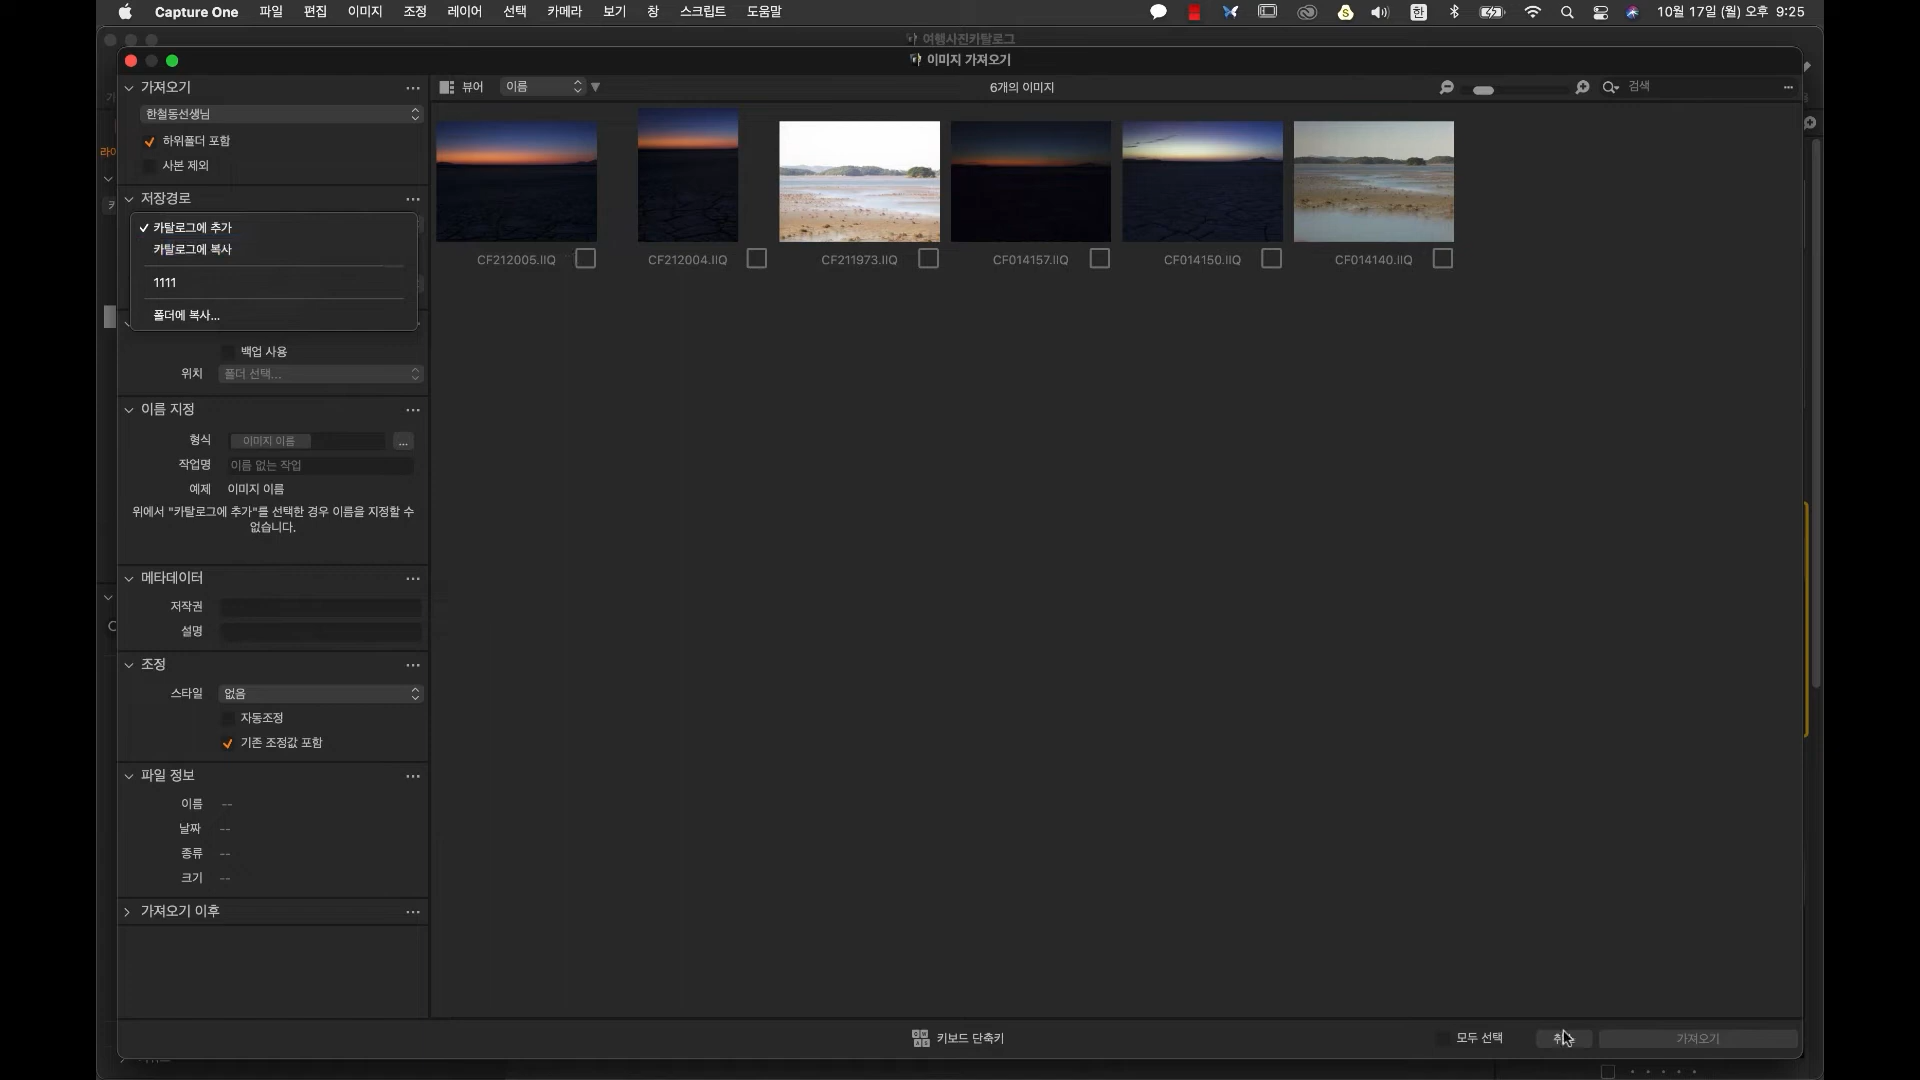 Capture One 파일 편집 이미지 조정 레이어 선택 카메라 보기 창 스크립트 도움말
한 10월 17일 (월) 오후 9:25
여행사진카탈로그
이미지 가져오기
가져오기
뷰어 이름
6개의 이미지
검색
한철동선생님
하위폴더 포함
사본 제외
저장경로
카탈로그에 추가
카탈로그에 복사
1111
폴더에 복사...
CF212005.IIQ
CF212004.IIQ
CF211973.IIQ
CF014157.IIQ
CF014150.IIQ
CF014140.IIQ
백업 사용
위치 폴더 선택...
이름 지정
형식 이미지 이름 ...
작업명 이름 없는 작업
예제 이미지 이름
위에서 "카탈로그에 추가"를 선택한 경우 이름을 지정할 수
없습니다.
메타데이터
저작권
설명
조정
스타일 없음
자동조정
기존 조정값 포함
파일 정보
이름 --
날짜 --
종류 --
크기 --
가져오기 이후
키보드 단축키
모두 선택
가져오기